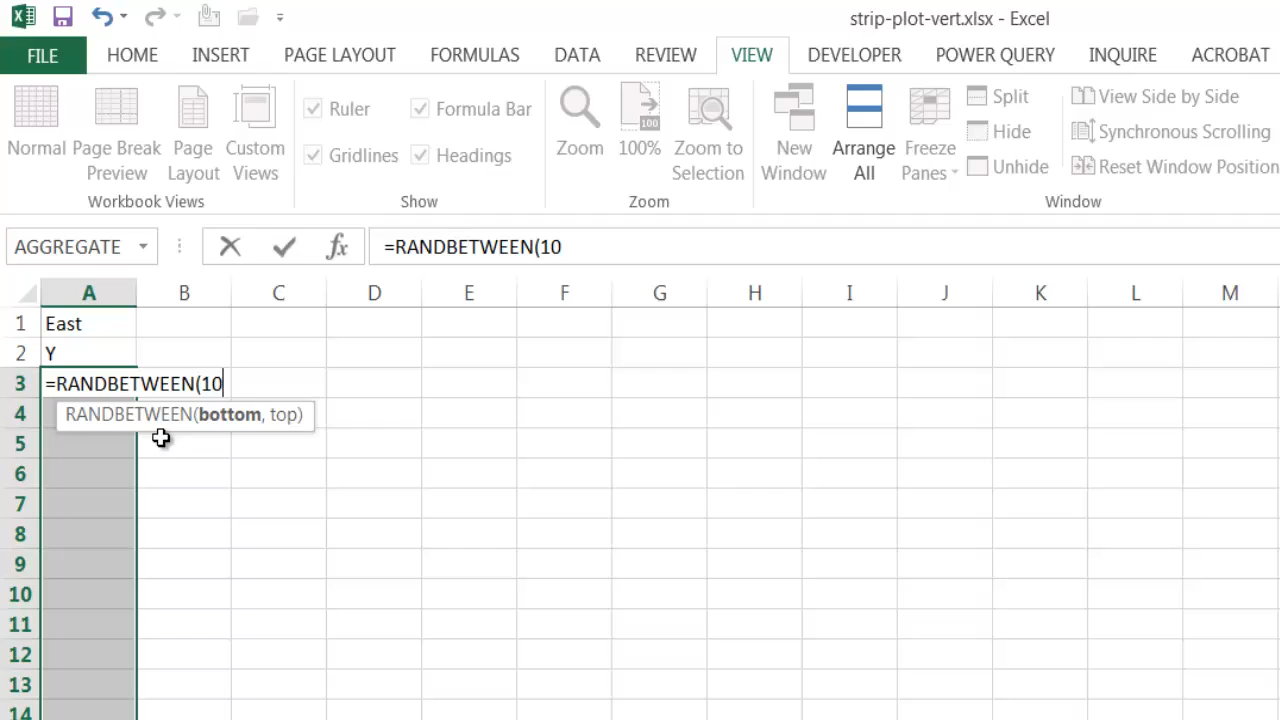 strip-plot-vert.xlsx - Excel
FILE HOME INSERT PAGE LAYOUT FORMULAS DATA REVIEW VIEW DEVELOPER POWER QUERY INQUIRE ACROBAT
Normal Page Break Preview Page Layout Custom Views
Workbook Views
Ruler Formula Bar
Gridlines Headings
Show
Zoom 100% Zoom to Selection
100
Zoom
New Window Arrange All Freeze Panes
Split
Hide
Unhide
View Side by Side
Synchronous Scrolling
Reset Window Position
Window
AGGREGATE fx =RANDBETWEEN(10
A B C D E F G H I J K L M
1 East
2 Y
3 =RANDBETWEEN(10
4 RANDBETWEEN(bottom, top)
5
6
7
8
9
10
11
12
13
14